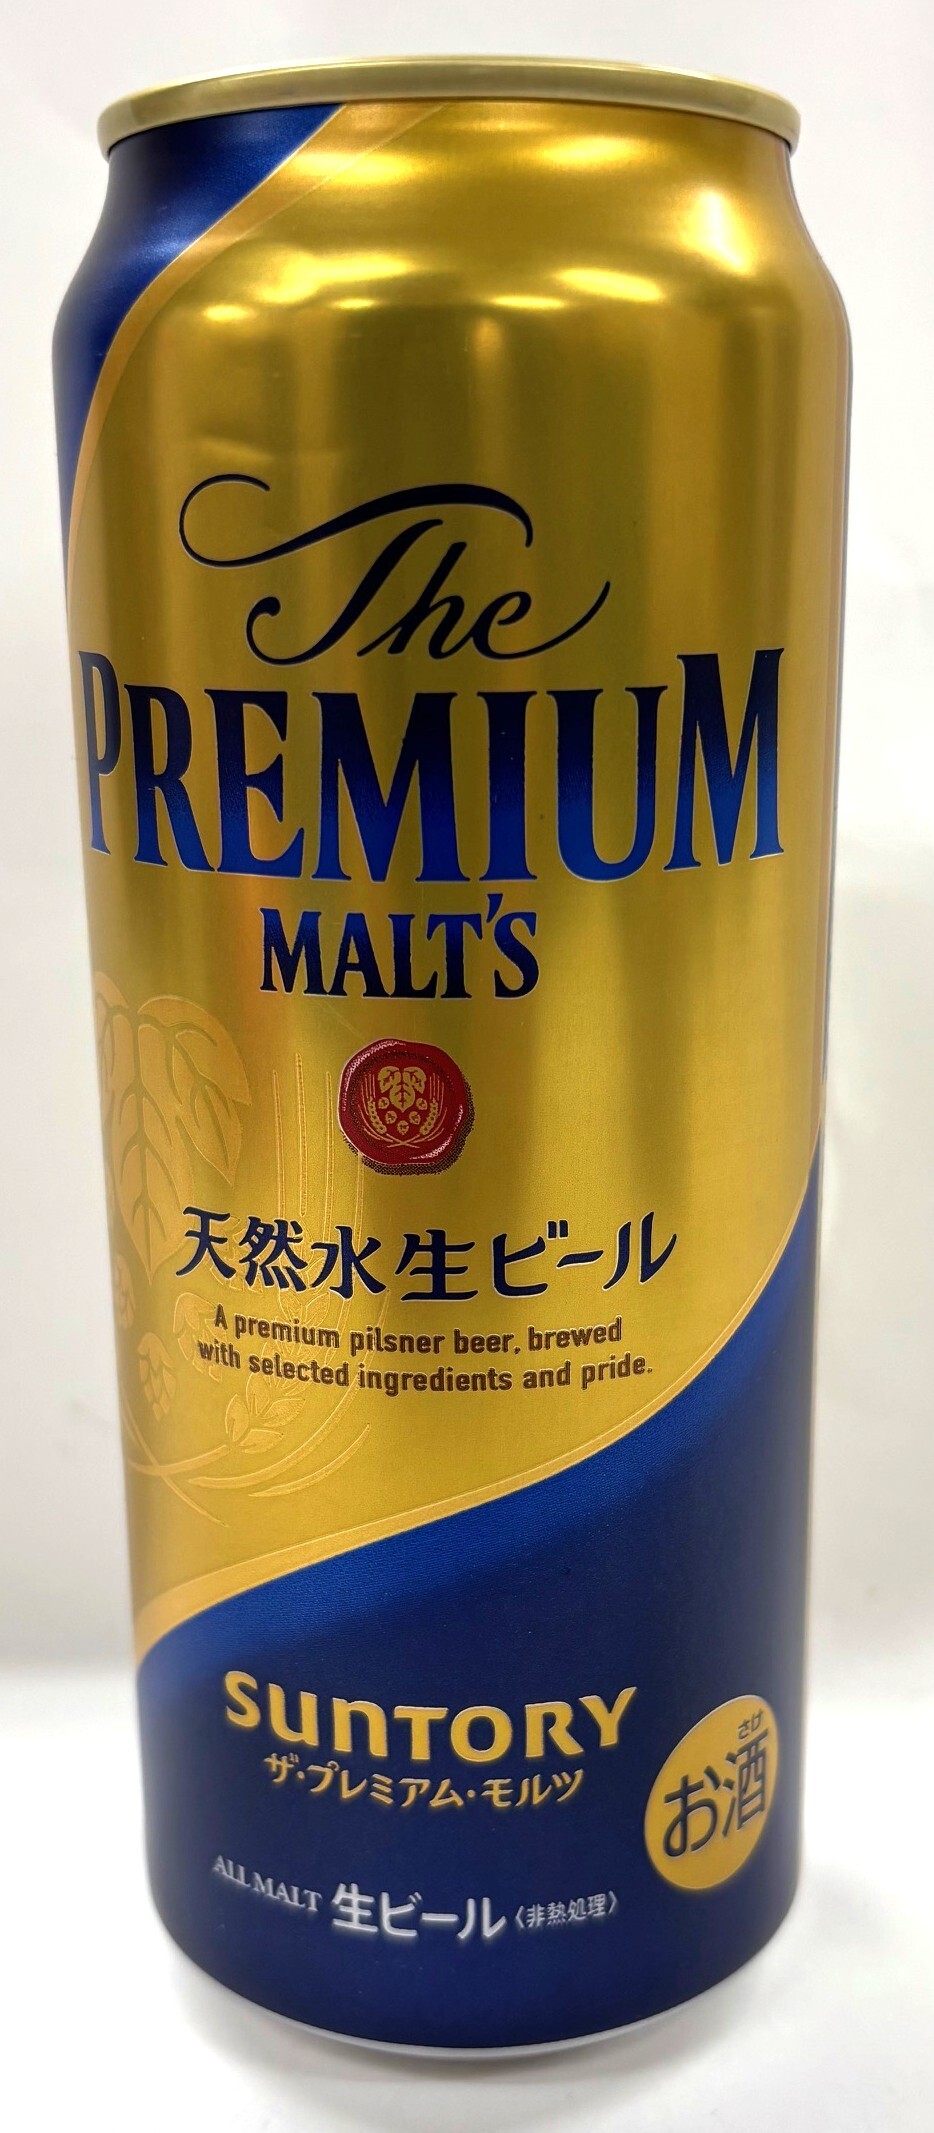 The
PREMIUM
MALT'S
天然水生ビール
A premium pilsner beer, brewed
with selected ingredients and pride.
SUNTORY
ザ・プレミアム・モルツ
さけ
お酒
ALL MALT 生ビール〈非熱処理〉